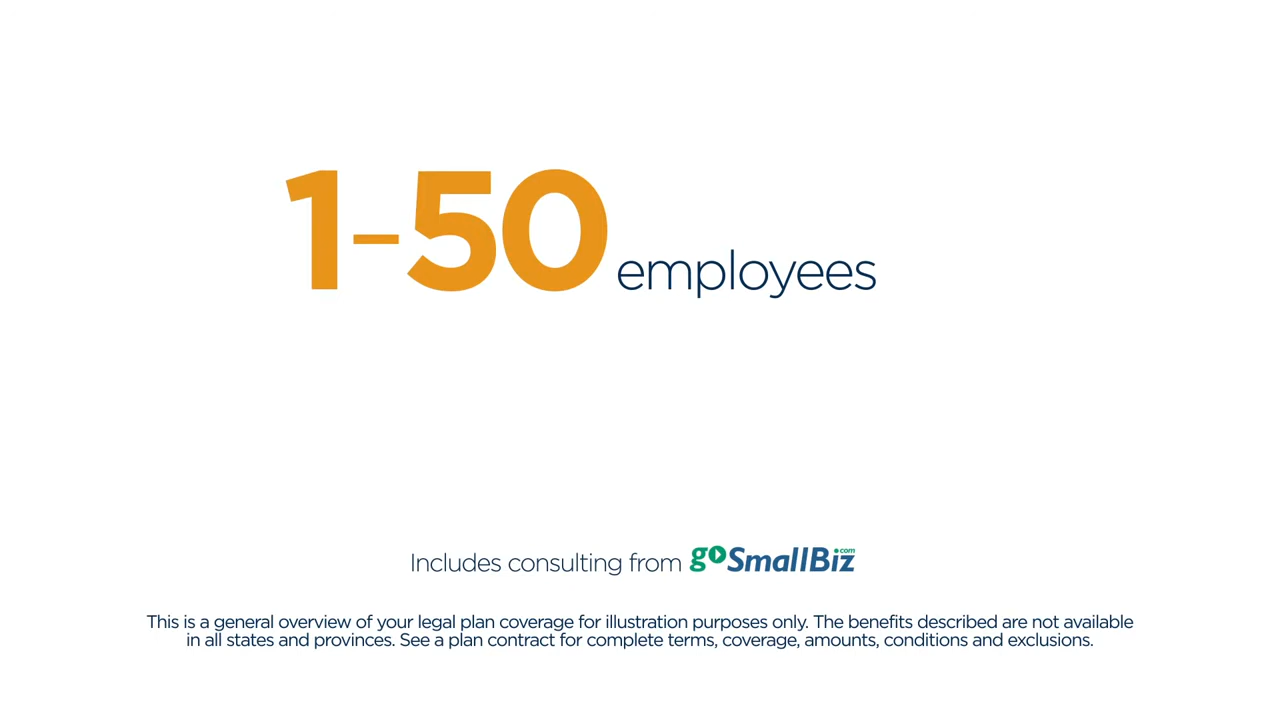 1-50 employees
Includes consulting from goSmallBiz.com
This is a general overview of your legal plan coverage for illustration purposes only. The benefits described are not available
in all states and provinces. See a plan contract for complete terms, coverage, amounts, conditions and exclusions.